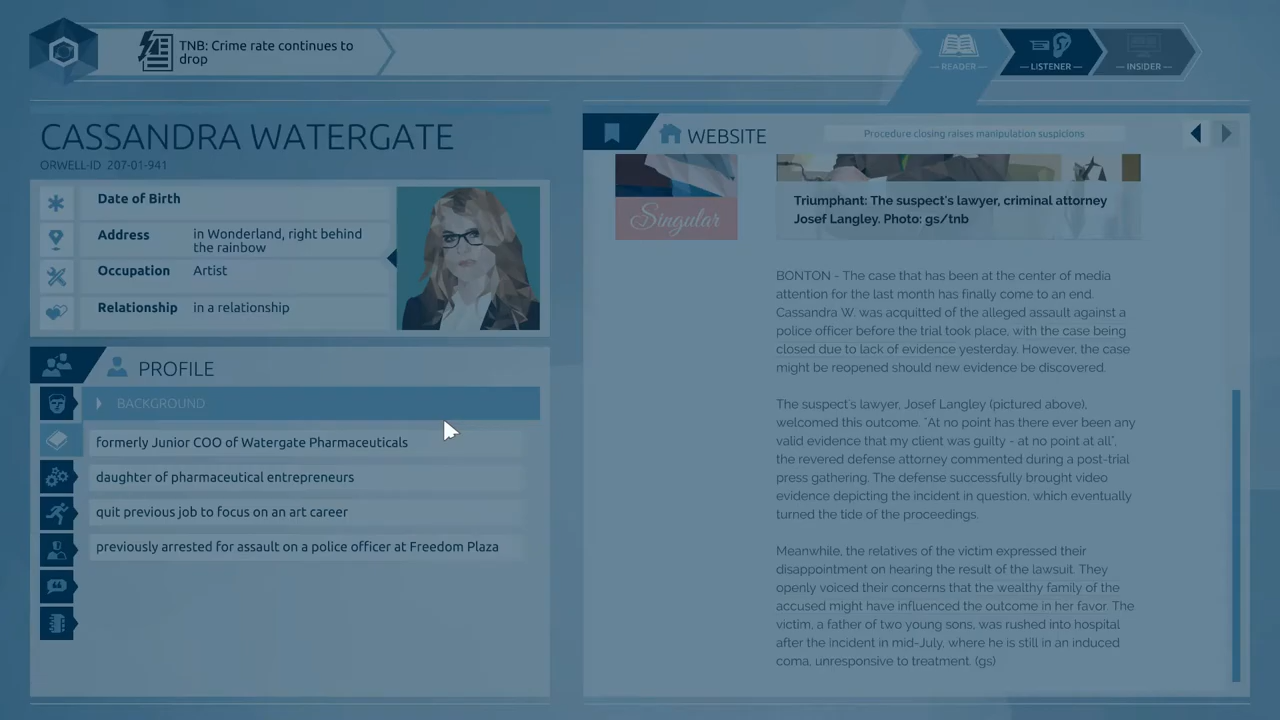 TNB: Crime rate continues to
drop
— READER —
— LISTENER —
— INSIDER —
CASSANDRA WATERGATE
ORWELL-ID 207-01-941
Date of Birth
Address in Wonderland, right behind
the rainbow
Occupation Artist
Relationship in a relationship
PROFILE
BACKGROUND
formerly Junior COO of Watergate Pharmaceuticals
daughter of pharmaceutical entrepreneurs
quit previous job to focus on an art career
previously arrested for assault on a police officer at Freedom Plaza
WEBSITE
Procedure closing raises manipulation suspicions
Singular
Triumphant: The suspect's lawyer, criminal attorney
Josef Langley. Photo: gs/tnb
BONTON - The case that has been at the center of media
attention for the last month has finally come to an end.
Cassandra W. was acquitted of the alleged assault against a
police officer before the trial took place, with the case being
closed due to lack of evidence yesterday. However, the case
might be reopened should new evidence be discovered.
The suspect's lawyer, Josef Langley (pictured above),
welcomed this outcome. "At no point has there ever been any
valid evidence that my client was guilty - at no point at all",
the revered defense attorney commented during a post-trial
press gathering. The defense successfully brought video
evidence depicting the incident in question, which eventually
turned the tide of the proceedings.
Meanwhile, the relatives of the victim expressed their
disappointment on hearing the result of the lawsuit. They
openly voiced their concerns that the wealthy family of the
accused might have influenced the outcome in her favor. The
victim, a father of two young sons, was rushed into hospital
after the incident in mid-July, where he is still in an induced
coma, unresponsive to treatment. (gs)